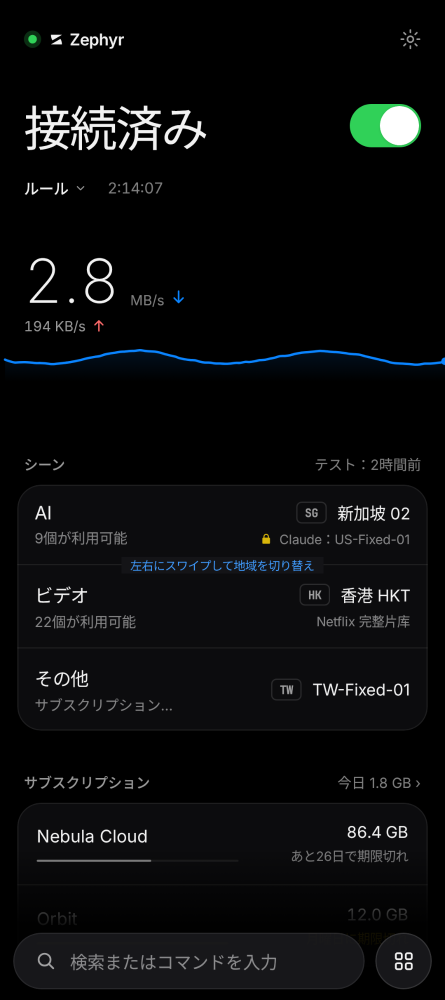 Zephyr
接続済み
ルール 2:14:07
2.8 MB/s ↓
194 KB/s ↑
シーン テスト：2時間前
AI SG 新加坡 02
9個が利用可能 Claude：US-Fixed-01
左右にスワイプして地域を切り替え
ビデオ HK 香港 HKT
22個が利用可能 Netflix 完整片库
その他 TW TW-Fixed-01
サブスクリプション…
サブスクリプション 今日 1.8 GB ›
Nebula Cloud 86.4 GB
あと26日で期限切れ
Orbit 12.0 GB
検索またはコマンドを入力